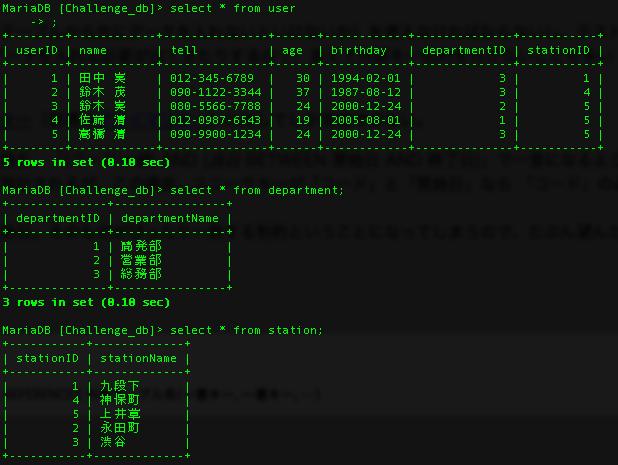 MariaDB [Challenge_db]> select * from user
    -> ;
+--------+-----------+---------------+------+------------+--------------+-----------+
| userID | name      | tell          | age  | birthday   | departmentID | stationID |
+--------+-----------+---------------+------+------------+--------------+-----------+
|      1 | 田中 実   | 012-345-6789  |   30 | 1994-02-01 |            3 |         1 |
|      2 | 鈴木 茂   | 090-1122-3344 |   37 | 1987-08-12 |            3 |         4 |
|      3 | 鈴木 実   | 080-5566-7788 |   24 | 2000-12-24 |            2 |         5 |
|      4 | 佐藤 清   | 012-0987-6543 |   19 | 2005-08-01 |            1 |         5 |
|      5 | 高橋 清   | 090-9900-1234 |   24 | 2000-12-24 |            3 |         5 |
+--------+-----------+---------------+------+------------+--------------+-----------+
5 rows in set (0.10 sec)
MariaDB [Challenge_db]> select * from department;
+--------------+----------------+
| departmentID | departmentName |
+--------------+----------------+
|            1 | 開発部         |
|            2 | 営業部         |
|            3 | 総務部         |
+--------------+----------------+
3 rows in set (0.10 sec)
MariaDB [Challenge_db]> select * from station;
+-----------+-------------+
| stationID | stationName |
+-----------+-------------+
|         1 | 九段下      |
|         4 | 神保町      |
|         5 | 上井草      |
|         2 | 永田町      |
|         3 | 渋谷        |
+-----------+-------------+